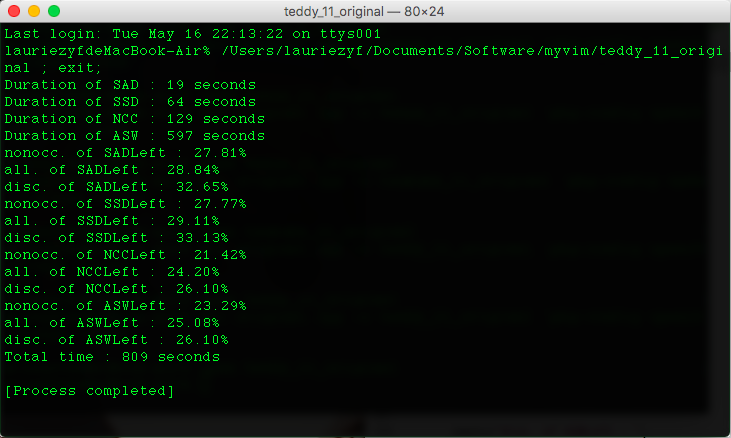 teddy_11_original — 80×24
Last login: Tue May 16 22:13:22 on ttys001
lauriezyfdeMacBook-Air% /Users/lauriezyf/Documents/Software/myvim/teddy_11_origi
nal ; exit;
Duration of SAD : 19 seconds
Duration of SSD : 64 seconds
Duration of NCC : 129 seconds
Duration of ASW : 597 seconds
nonocc. of SADLeft : 27.81%
all. of SADLeft : 28.84%
disc. of SADLeft : 32.65%
nonocc. of SSDLeft : 27.77%
all. of SSDLeft : 29.11%
disc. of SSDLeft : 33.13%
nonocc. of NCCLeft : 21.42%
all. of NCCLeft : 24.20%
disc. of NCCLeft : 26.10%
nonocc. of ASWLeft : 23.29%
all. of ASWLeft : 25.08%
disc. of ASWLeft : 26.10%
Total time : 809 seconds
[Process completed]